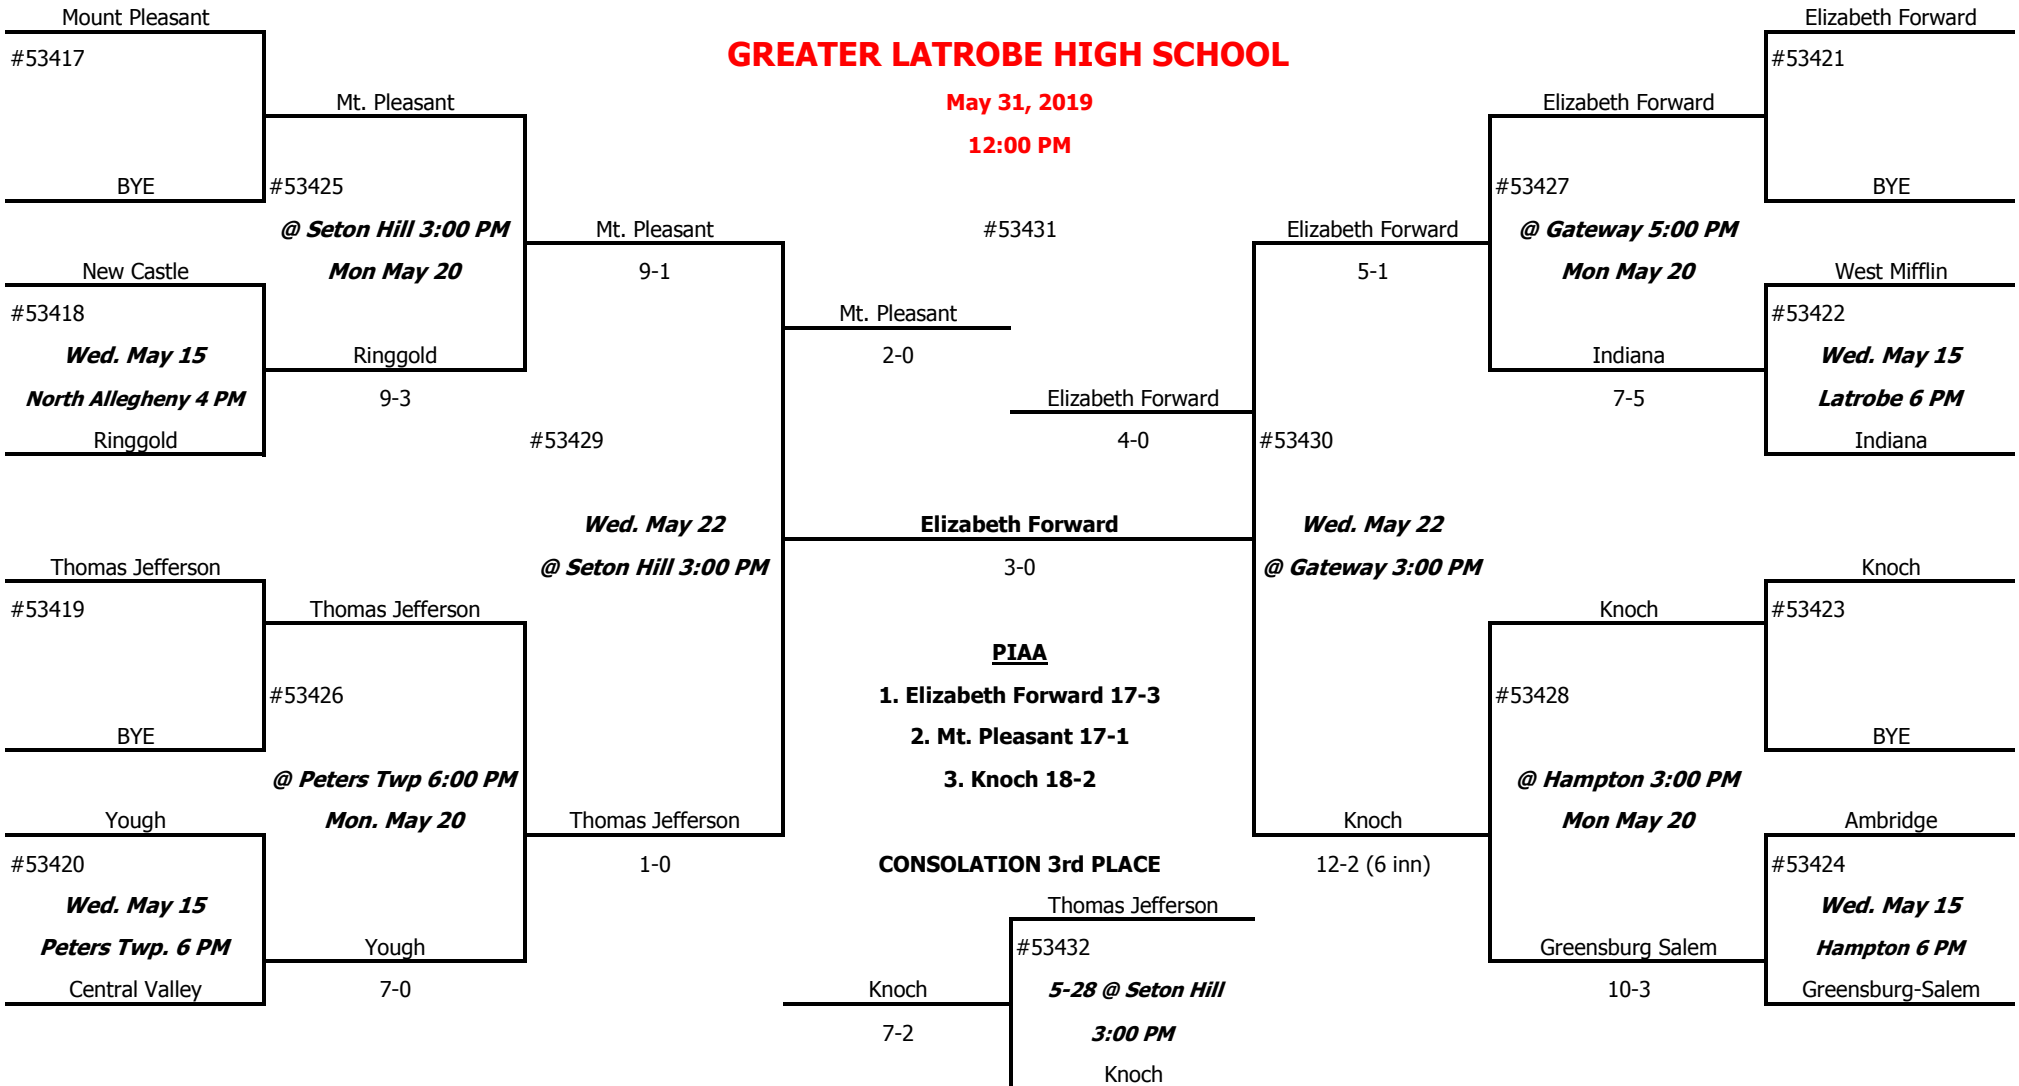 Mount Pleasant
#53417
BYE
New Castle
#53418
Wed. May 15
North Allegheny 4 PM
Ringgold
Thomas Jefferson
#53419
BYE
Yough
#53420
Wed. May 15
Peters Twp. 6 PM
Central Valley
Mt. Pleasant
#53425
@ Seton Hill 3:00 PM
Mon May 20
Ringgold
9-3
Thomas Jefferson
#53426
@ Peters Twp 6:00 PM
Mon. May 20
Yough
7-0
Mt. Pleasant
9-1
#53429
Wed. May 22
@ Seton Hill 3:00 PM
Thomas Jefferson
1-0
GREATER LATROBE HIGH SCHOOL
May 31, 2019
12:00 PM
#53431
Mt. Pleasant
2-0
Elizabeth Forward
4-0
Elizabeth Forward
3-0
PIAA
1. Elizabeth Forward 17-3
2. Mt. Pleasant 17-1
3. Knoch 18-2
CONSOLATION 3rd PLACE
Thomas Jefferson
#53432
5-28 @ Seton Hill
3:00 PM
Knoch
Knoch
7-2
Elizabeth Forward
5-1
#53430
Wed. May 22
@ Gateway 3:00 PM
Knoch
12-2 (6 inn)
Elizabeth Forward
#53427
@ Gateway 5:00 PM
Mon May 20
Indiana
7-5
Knoch
#53428
@ Hampton 3:00 PM
Mon May 20
Greensburg Salem
10-3
Elizabeth Forward
#53421
BYE
West Mifflin
#53422
Wed. May 15
Latrobe 6 PM
Indiana
Knoch
#53423
BYE
Ambridge
#53424
Wed. May 15
Hampton 6 PM
Greensburg-Salem